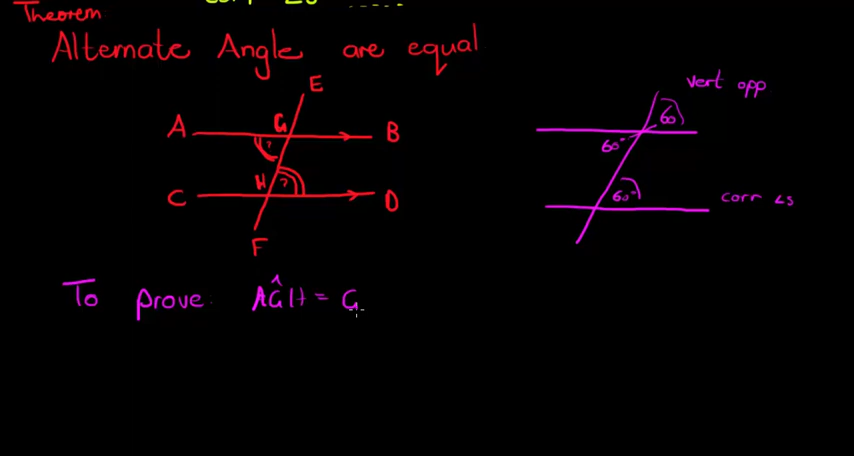 Theorem
Alternate Angle are equal
E
vert opp
A
G
B
60
?
60°
H
?
60°
C
D
corr ∠s
F
To prove. AĜH = G